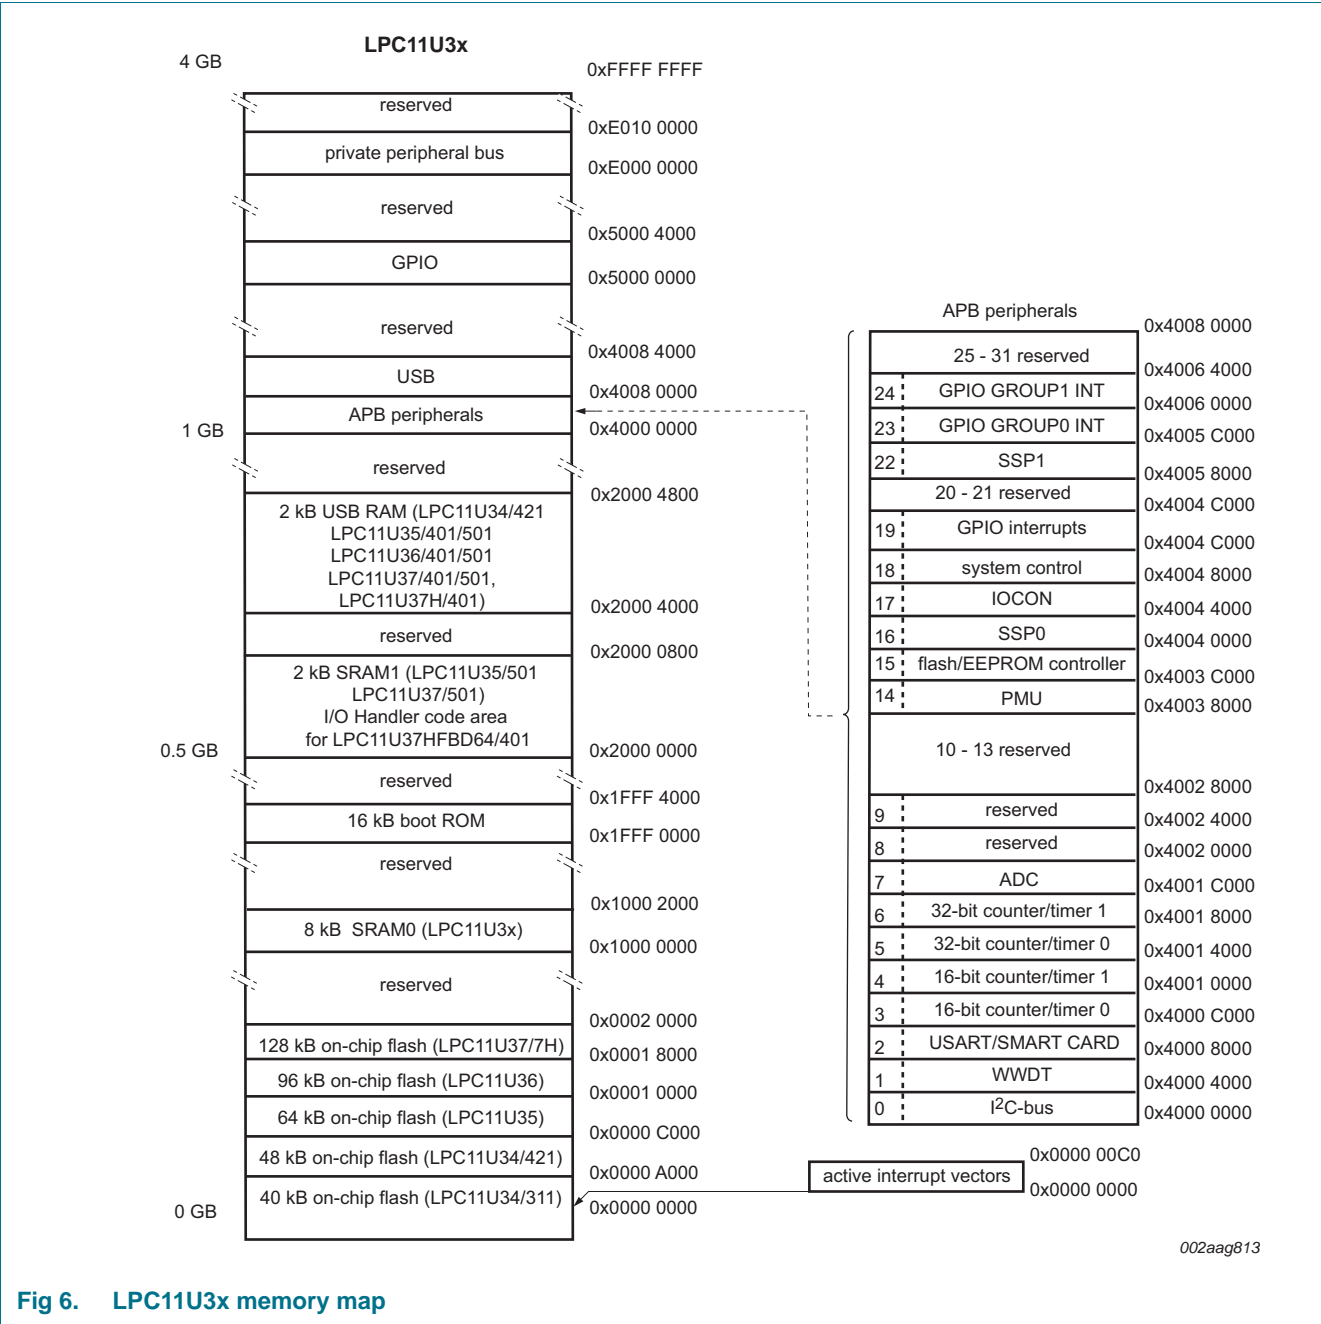 LPC11U3x
4 GB
0xFFFF FFFF
reserved
0xE010 0000
private peripheral bus
0xE000 0000
reserved
0x5000 4000
GPIO
0x5000 0000
reserved
0x4008 4000
USB
0x4008 0000
APB peripherals
1 GB
0x4000 0000
reserved
0x2000 4800
2 kB USB RAM (LPC11U34/421
LPC11U35/401/501
LPC11U36/401/501
LPC11U37/401/501,
LPC11U37H/401)
0x2000 4000
reserved
0x2000 0800
2 kB SRAM1 (LPC11U35/501
LPC11U37/501)
I/O Handler code area
for LPC11U37HFBD64/401
0.5 GB
0x2000 0000
reserved
0x1FFF 4000
16 kB boot ROM
0x1FFF 0000
reserved
0x1000 2000
8 kB SRAM0 (LPC11U3x)
0x1000 0000
reserved
0x0002 0000
128 kB on-chip flash (LPC11U37/7H)
0x0001 8000
96 kB on-chip flash (LPC11U36)
0x0001 0000
64 kB on-chip flash (LPC11U35)
0x0000 C000
48 kB on-chip flash (LPC11U34/421)
0x0000 A000
40 kB on-chip flash (LPC11U34/311)
0x0000 0000
0 GB
APB peripherals
0x4008 0000
25 - 31 reserved
0x4006 4000
24 GPIO GROUP1 INT
0x4006 0000
23 GPIO GROUP0 INT
0x4005 C000
22 SSP1
0x4005 8000
20 - 21 reserved
0x4004 C000
19 GPIO interrupts
0x4004 C000
18 system control
0x4004 8000
17 IOCON
0x4004 4000
16 SSP0
0x4004 0000
15 flash/EEPROM controller
0x4003 C000
14 PMU
0x4003 8000
10 - 13 reserved
0x4002 8000
9 reserved
0x4002 4000
8 reserved
0x4002 0000
7 ADC
0x4001 C000
6 32-bit counter/timer 1
0x4001 8000
5 32-bit counter/timer 0
0x4001 4000
4 16-bit counter/timer 1
0x4001 0000
3 16-bit counter/timer 0
0x4000 C000
2 USART/SMART CARD
0x4000 8000
1 WWDT
0x4000 4000
0 I2C-bus
0x4000 0000
0x0000 00C0
active interrupt vectors
0x0000 0000
002aag813
Fig 6. LPC11U3x memory map